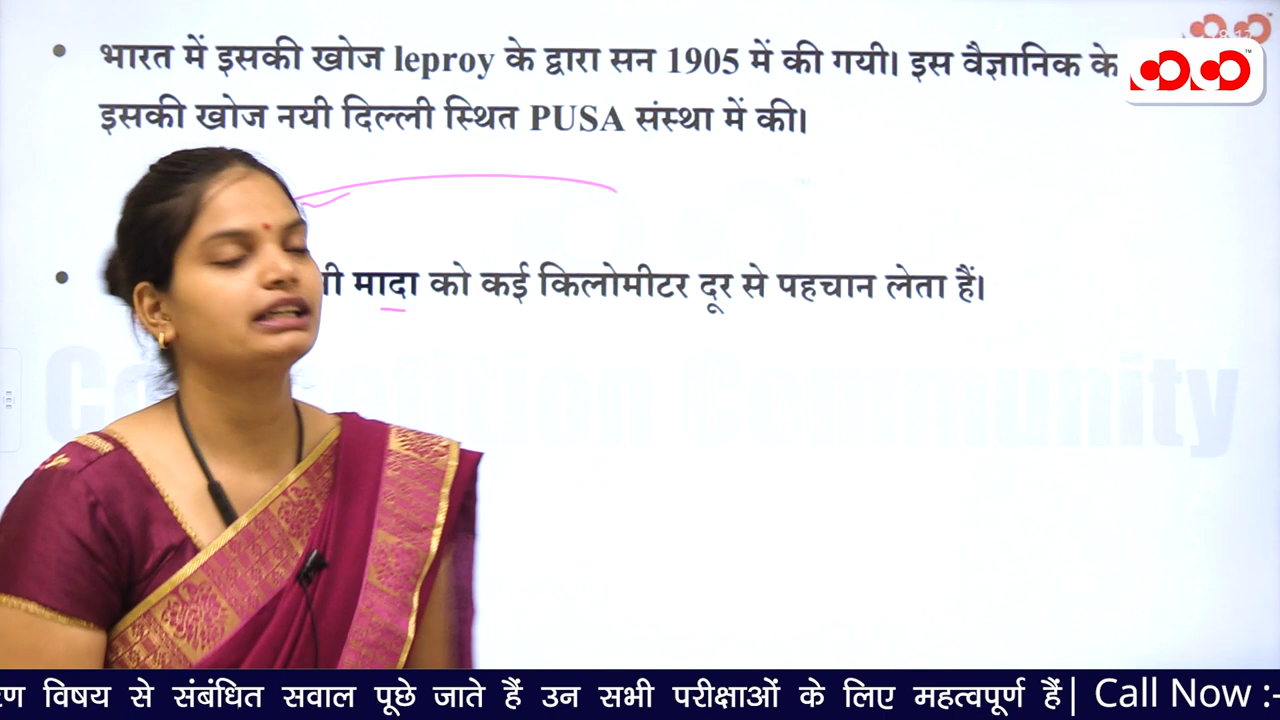 भारत में इसकी खोज leproy के द्वारा सन 1905 में की गयी। इस वैज्ञानिक के
इसकी खोज नयी दिल्ली स्थित PUSA संस्था में की।
मादा को कई किलोमीटर दूर से पहचान लेता हैं।
Community
विषय से संबंधित सवाल पूछे जाते हैं उन सभी परीक्षाओं के लिए महत्वपूर्ण हैं| Call Now :-